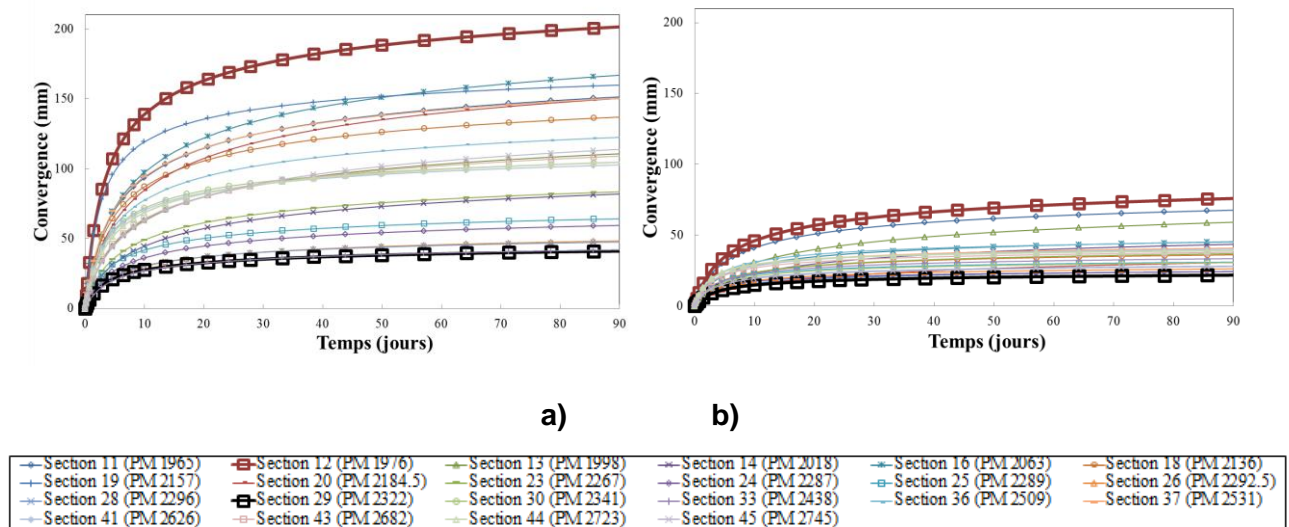 Convergence (mm)
200
150
100
50
0
0 10 20 30 40 50 60 70 80 90
Temps (jours)
Convergence (mm)
200
150
100
50
0
0 10 20 30 40 50 60 70 80 90
Temps (jours)
a) b)
Section 11 (PM 1965) Section 12 (PM 1976) Section 13 (PM 1998) Section 14 (PM 2018) Section 16 (PM 2063) Section 18 (PM 2136)
Section 19 (PM 2157) Section 20 (PM 2184.5) Section 23 (PM 2267) Section 24 (PM 2287) Section 25 (PM 2289) Section 26 (PM 2292.5)
Section 28 (PM 2296) Section 29 (PM 2322) Section 30 (PM 2341) Section 33 (PM 2438) Section 36 (PM 2509) Section 37 (PM 2531)
Section 41 (PM 2626) Section 43 (PM 2682) Section 44 (PM 2723) Section 45 (PM 2745)